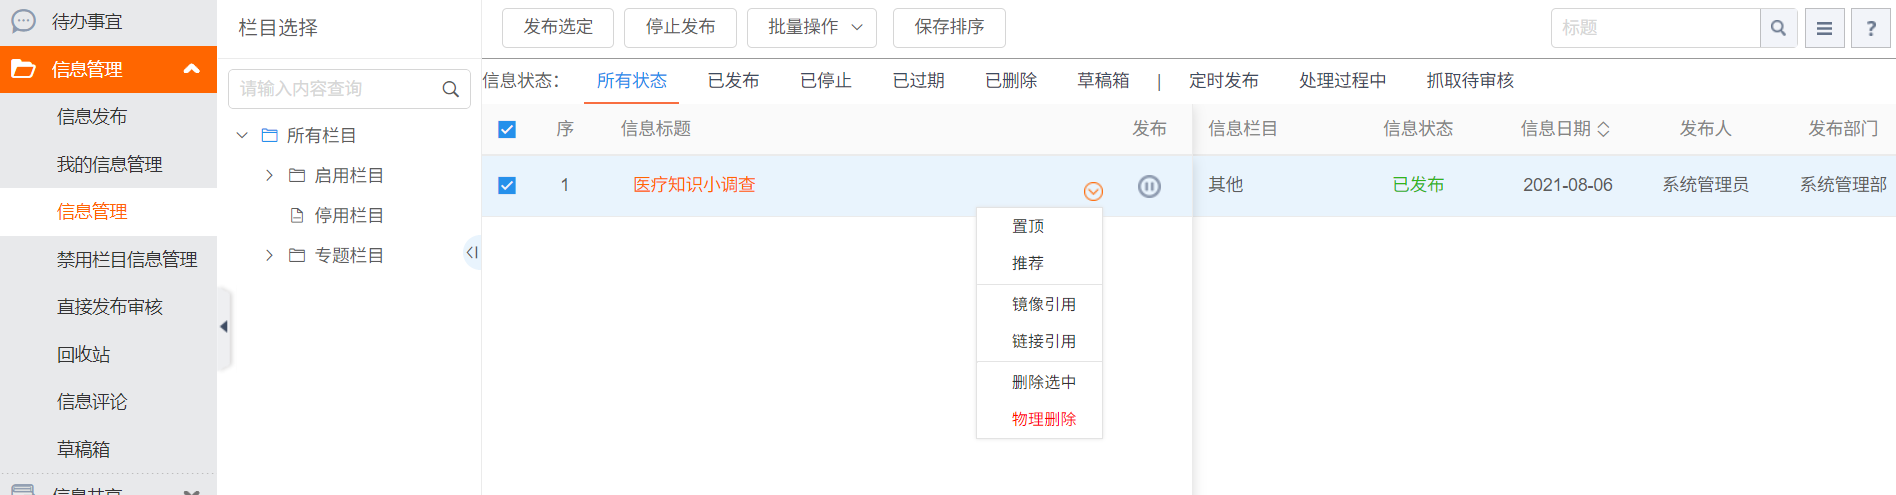 待办事宜
信息管理
信息发布
我的信息管理
信息管理
禁用栏目信息管理
直接发布审核
回收站
信息评论
草稿箱
信息共享
栏目选择
请输入内容查询
所有栏目
启用栏目
停用栏目
专题栏目
发布选定 停止发布 批量操作 保存排序 标题 ?
信息状态： 所有状态 已发布 已停止 已过期 已删除 草稿箱 | 定时发布 处理过程中 抓取待审核
序 信息标题 发布 信息栏目 信息状态 信息日期 发布人 发布部门
1 医疗知识小调查 其他 已发布 2021-08-06 系统管理员 系统管理部
置顶
推荐
镜像引用
链接引用
删除选中
物理删除